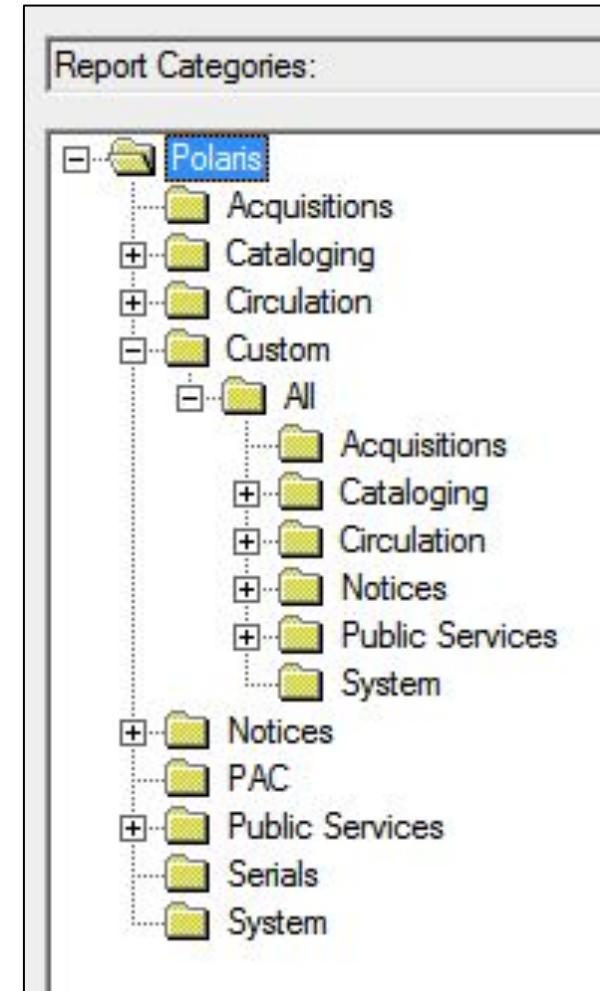 Report Categories:
Polaris
Acquisitions
Cataloging
Circulation
Custom
All
Acquisitions
Cataloging
Circulation
Notices
Public Services
System
Notices
PAC
Public Services
Serials
System